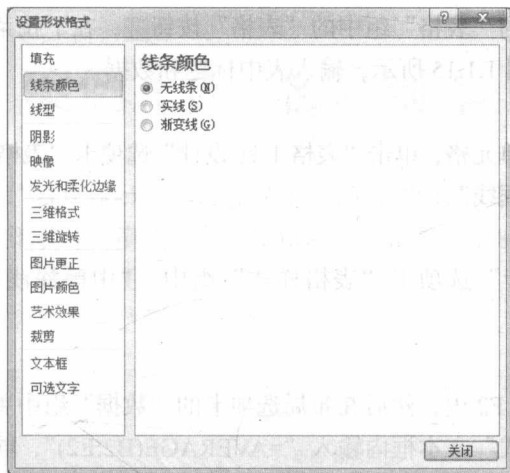 设置形状格式
填充
线条颜色
线型
阴影
映像
发光和柔化边缘
三维格式
三维旋转
图片更正
图片颜色
艺术效果
裁剪
文本框
可选文字
线条颜色
无线条(N)
实线(S)
渐变线(G)
关闭